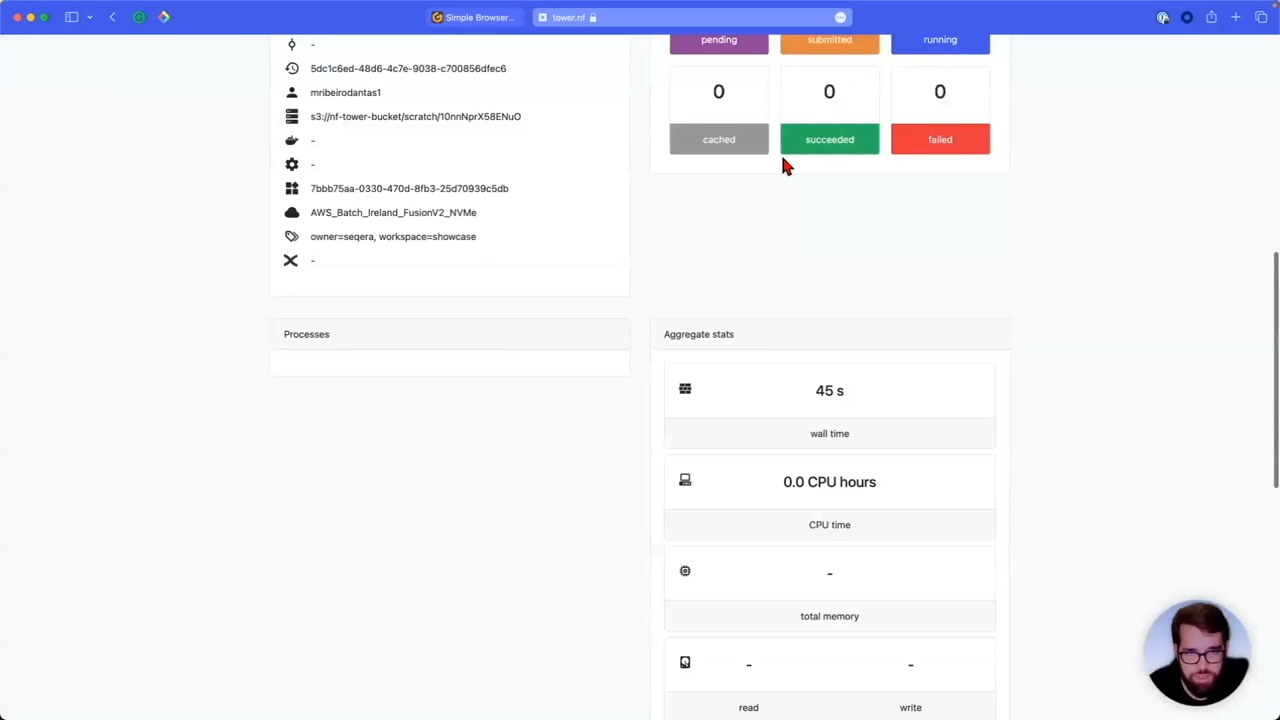 Simple Browser...
tower.nf
-
5dc1c6ed-48d6-4c7e-9038-c700856dfec6
mribeirodantas1
s3://nf-tower-bucket/scratch/10nnNprX58ENuO
-
-
7bbb75aa-0330-470d-8fb3-25d70939c5db
AWS_Batch_Ireland_FusionV2_NVMe
owner=seqera, workspace=showcase
-
pending submitted running
0 0 0
cached succeeded failed
Processes
Aggregate stats
45 s
wall time
0.0 CPU hours
CPU time
-
total memory
- -
read write